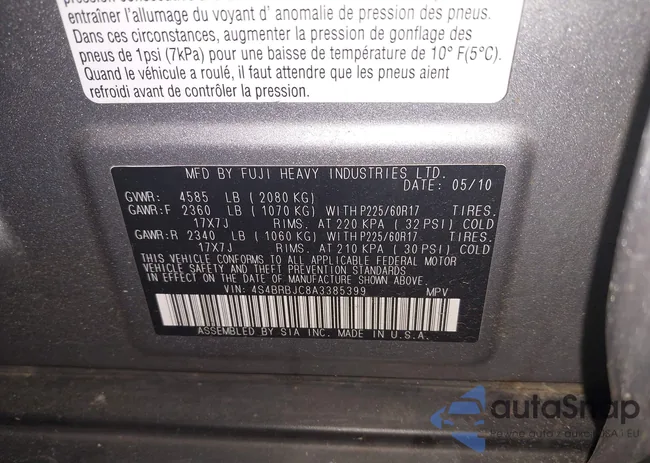 entraîner l'allumage du voyant d' anomalie de pression des pneus.
Dans ces circonstances, augmenter la pression de gonflage des
pneus de 1psi (7kPa) pour une baisse de température de 10° F(5°C).
Quand le véhicule a roulé, il faut attendre que les pneus aient
refroidi avant de contrôler la pression.
MFD BY FUJI HEAVY INDUSTRIES LTD.
DATE: 05/10
GVWR: 4585 LB (2080 KG)
GAWR:F 2360 LB (1070 KG) WITH P225/60R17 TIRES.
17X7J RIMS. AT 220 KPA (32 PSI) COLD
GAWR:R 2340 LB (1060 KG) WITH P225/60R17 TIRES.
17X7J RIMS. AT 210 KPA (30 PSI) COLD
THIS VEHICLE CONFORMS TO ALL APPLICABLE FEDERAL MOTOR
VEHICLE SAFETY AND THEFT PREVENTION STANDARDS
IN EFFECT ON THE DATE OF MANUFACTURE SHOWN ABOVE.
VIN: 4S4BRBJC8A3385399 MPV
ASSEMBLED BY SIA INC. MADE IN U.S.A.
autaSnap
EU